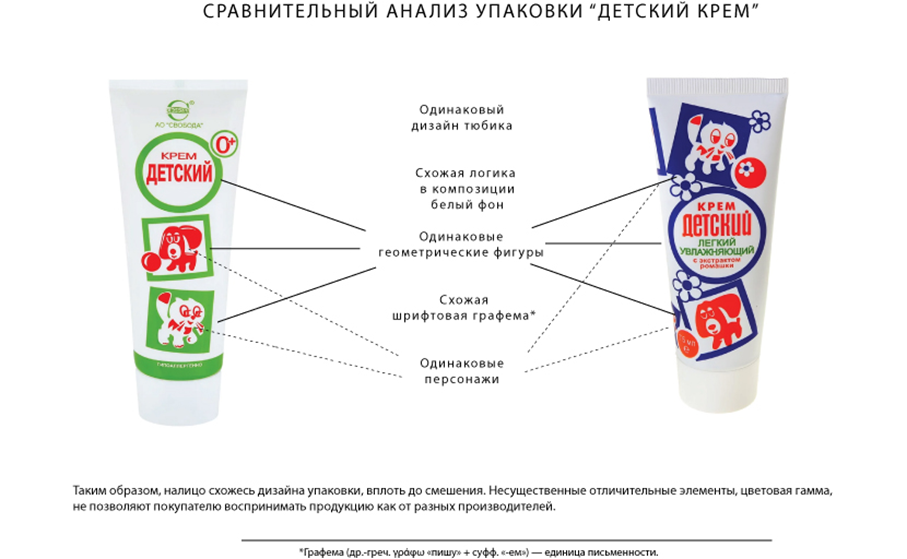 СРАВНИТЕЛЬНЫЙ АНАЛИЗ УПАКОВКИ “ДЕТСКИЙ КРЕМ”
АО "СВОБОДА"
0+
КРЕМ
ДЕТСКИЙ
ГИПОАЛЛЕРГЕННО
Одинаковый
дизайн тюбика
Схожая логика
в композиции
белый фон
Одинаковые
геометрические фигуры
Схожая
шрифтовая графема*
Одинаковые
персонажи
КРЕМ
ДЕТСКИЙ
ЛЕГКИЙ
УВЛАЖНЯЮЩИЙ
с экстрактом
ромашки
Таким образом, налицо схожесь дизайна упаковки, вплоть до смешения. Несущественные отличительные элементы, цветовая гамма,
не позволяют покупателю воспринимать продукцию как от разных производителей.
*Графема (др.-греч. γράφω «пишу» + суфф. «-ем») — единица письменности.